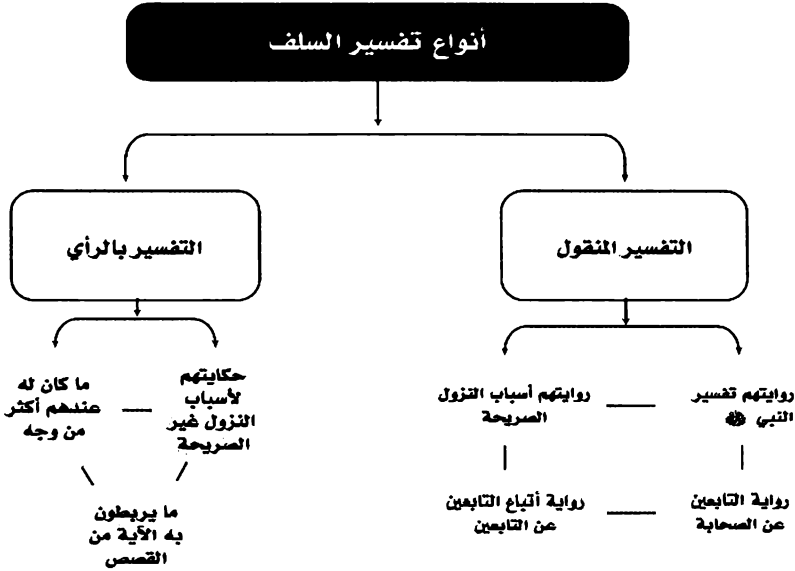 أنواع تفسير السلف
التفسير المنقول
التفسير بالرأي
روايتهم تفسير
النبي ﷺ
روايتهم أسباب النزول
الصريحة
رواية التابعين
عن الصحابة
رواية أتباع التابعين
عن التابعين
حكايتهم
لأسباب
النزول غير
الصريحة
ما كان له
عندهم أكثر
من وجه
ما يربطون
به الآية من
القصص